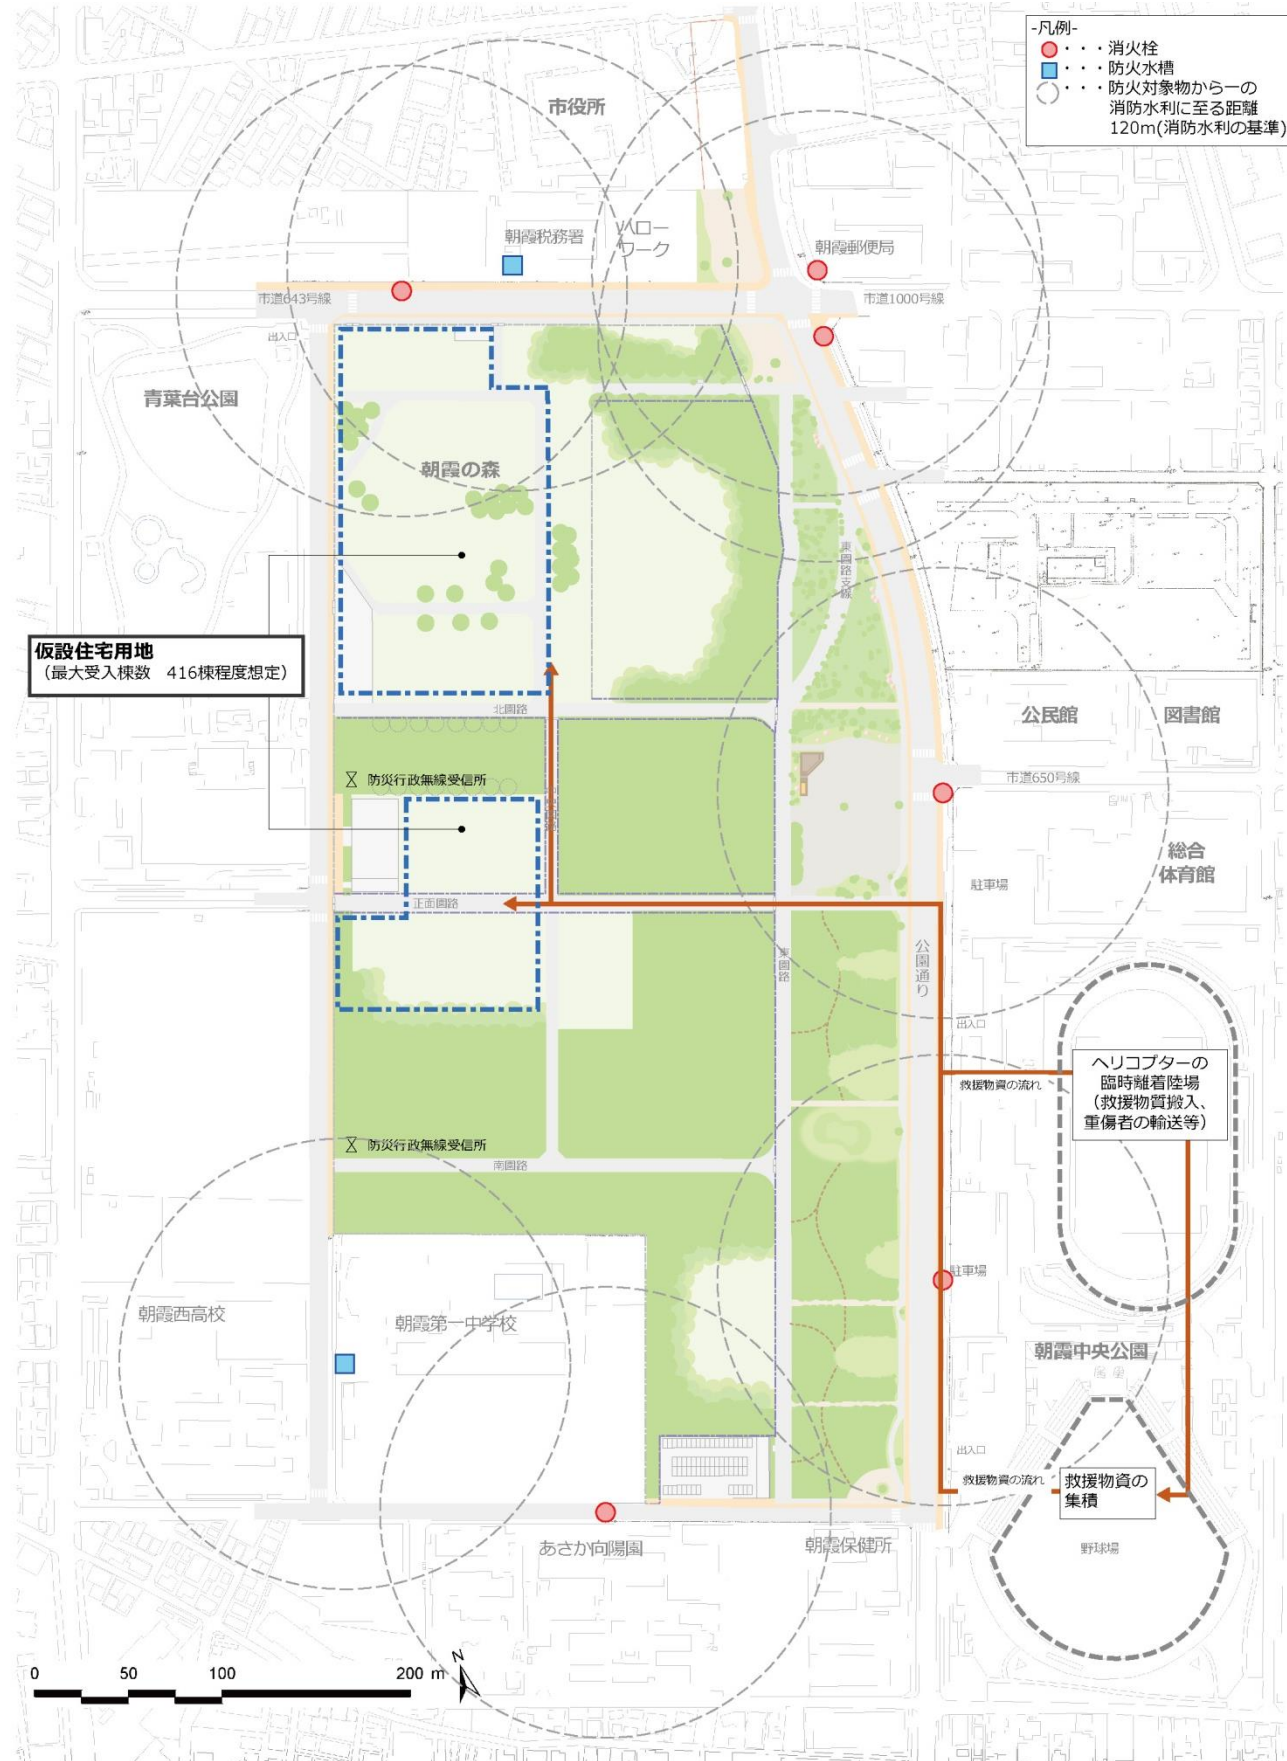 -凡例-
・・・消火栓
・・・防火水槽
・・・防火対象物から一の
消防水利に至る距離
120m(消防水利の基準)
市役所
朝霞税務署
ハロー
ワーク
朝霞郵便局
市道643号線
市道1000号線
出入口
青葉台公園
朝霞の森
東園路支線
仮設住宅用地
（最大受入棟数 416棟程度想定）
北園路
公民館
図書館
防災行政無線受信所
市道650号線
総合
体育館
駐車場
正面園路
東園路
公園通り
出入口
ヘリコプターの
臨時離着陸場
（救援物質搬入、
重傷者の輸送等）
救援物資の流れ
防災行政無線受信所
南園路
駐車場
朝霞西高校
朝霞第一中学校
朝霞中央公園
出入口
救援物資の流れ
救援物資の
集積
野球場
あさか向陽園
朝霞保健所
0 50 100 200 m
N